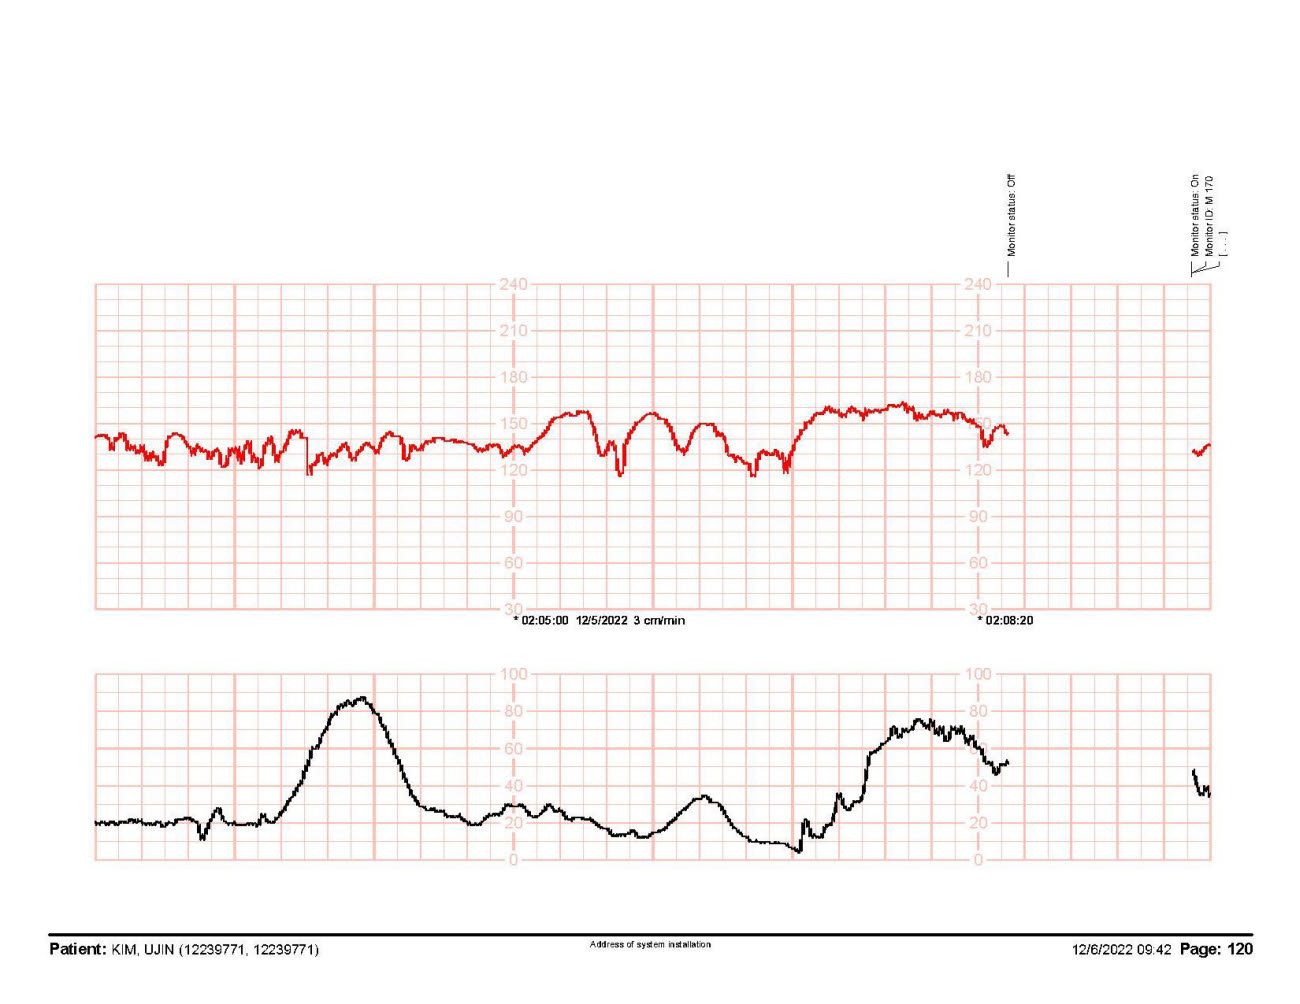 Monitor status: Off
Monitor status: On
Monitor ID: M 170
[ . . . ]
240 240
210 210
180 180
150 150
120 120
90 90
60 60
30 30
* 02:05:00 12/5/2022 3 cm/min * 02:08:20
100 100
80 80
60 60
40 40
20 20
0 0
Patient: KIM, UJIN (12239771, 12239771) Address of system installation 12/6/2022 09:42 Page: 120